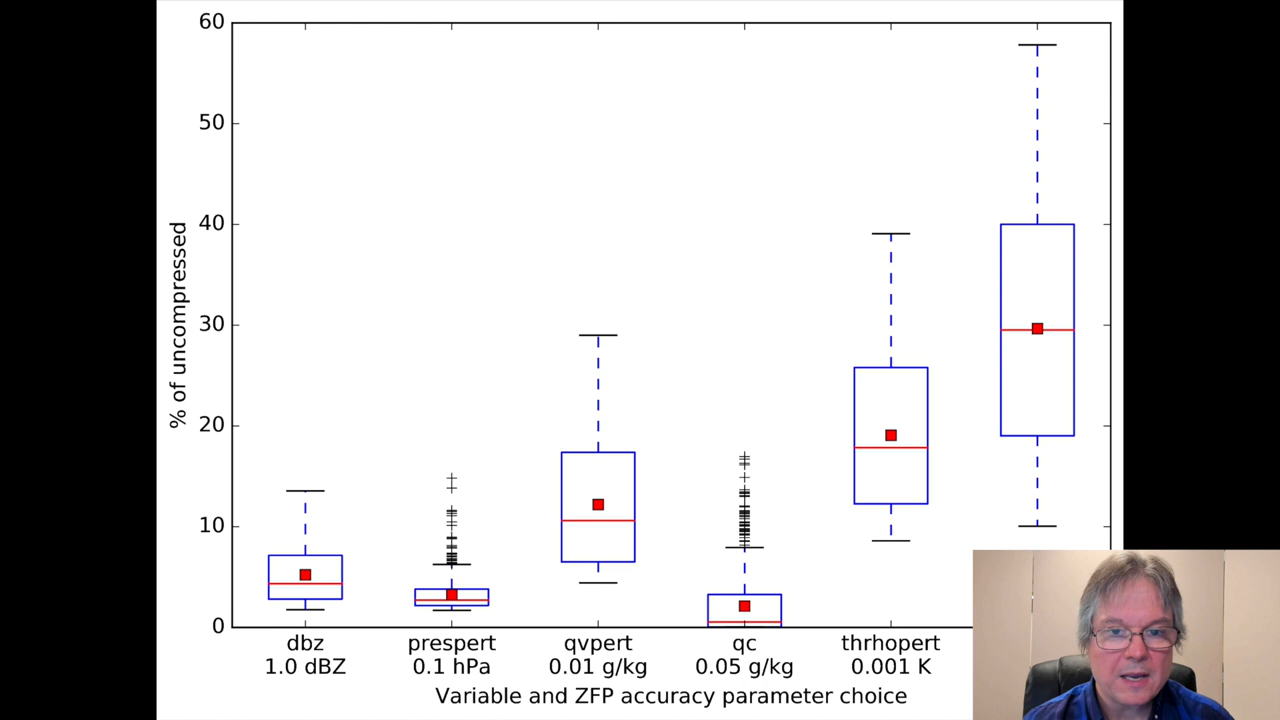 60
50
40
30
20
10
0
% of uncompressed
dbz prespert qvpert qc thrhopert
1.0 dBZ 0.1 hPa 0.01 g/kg 0.05 g/kg 0.001 K
Variable and ZFP accuracy parameter choice